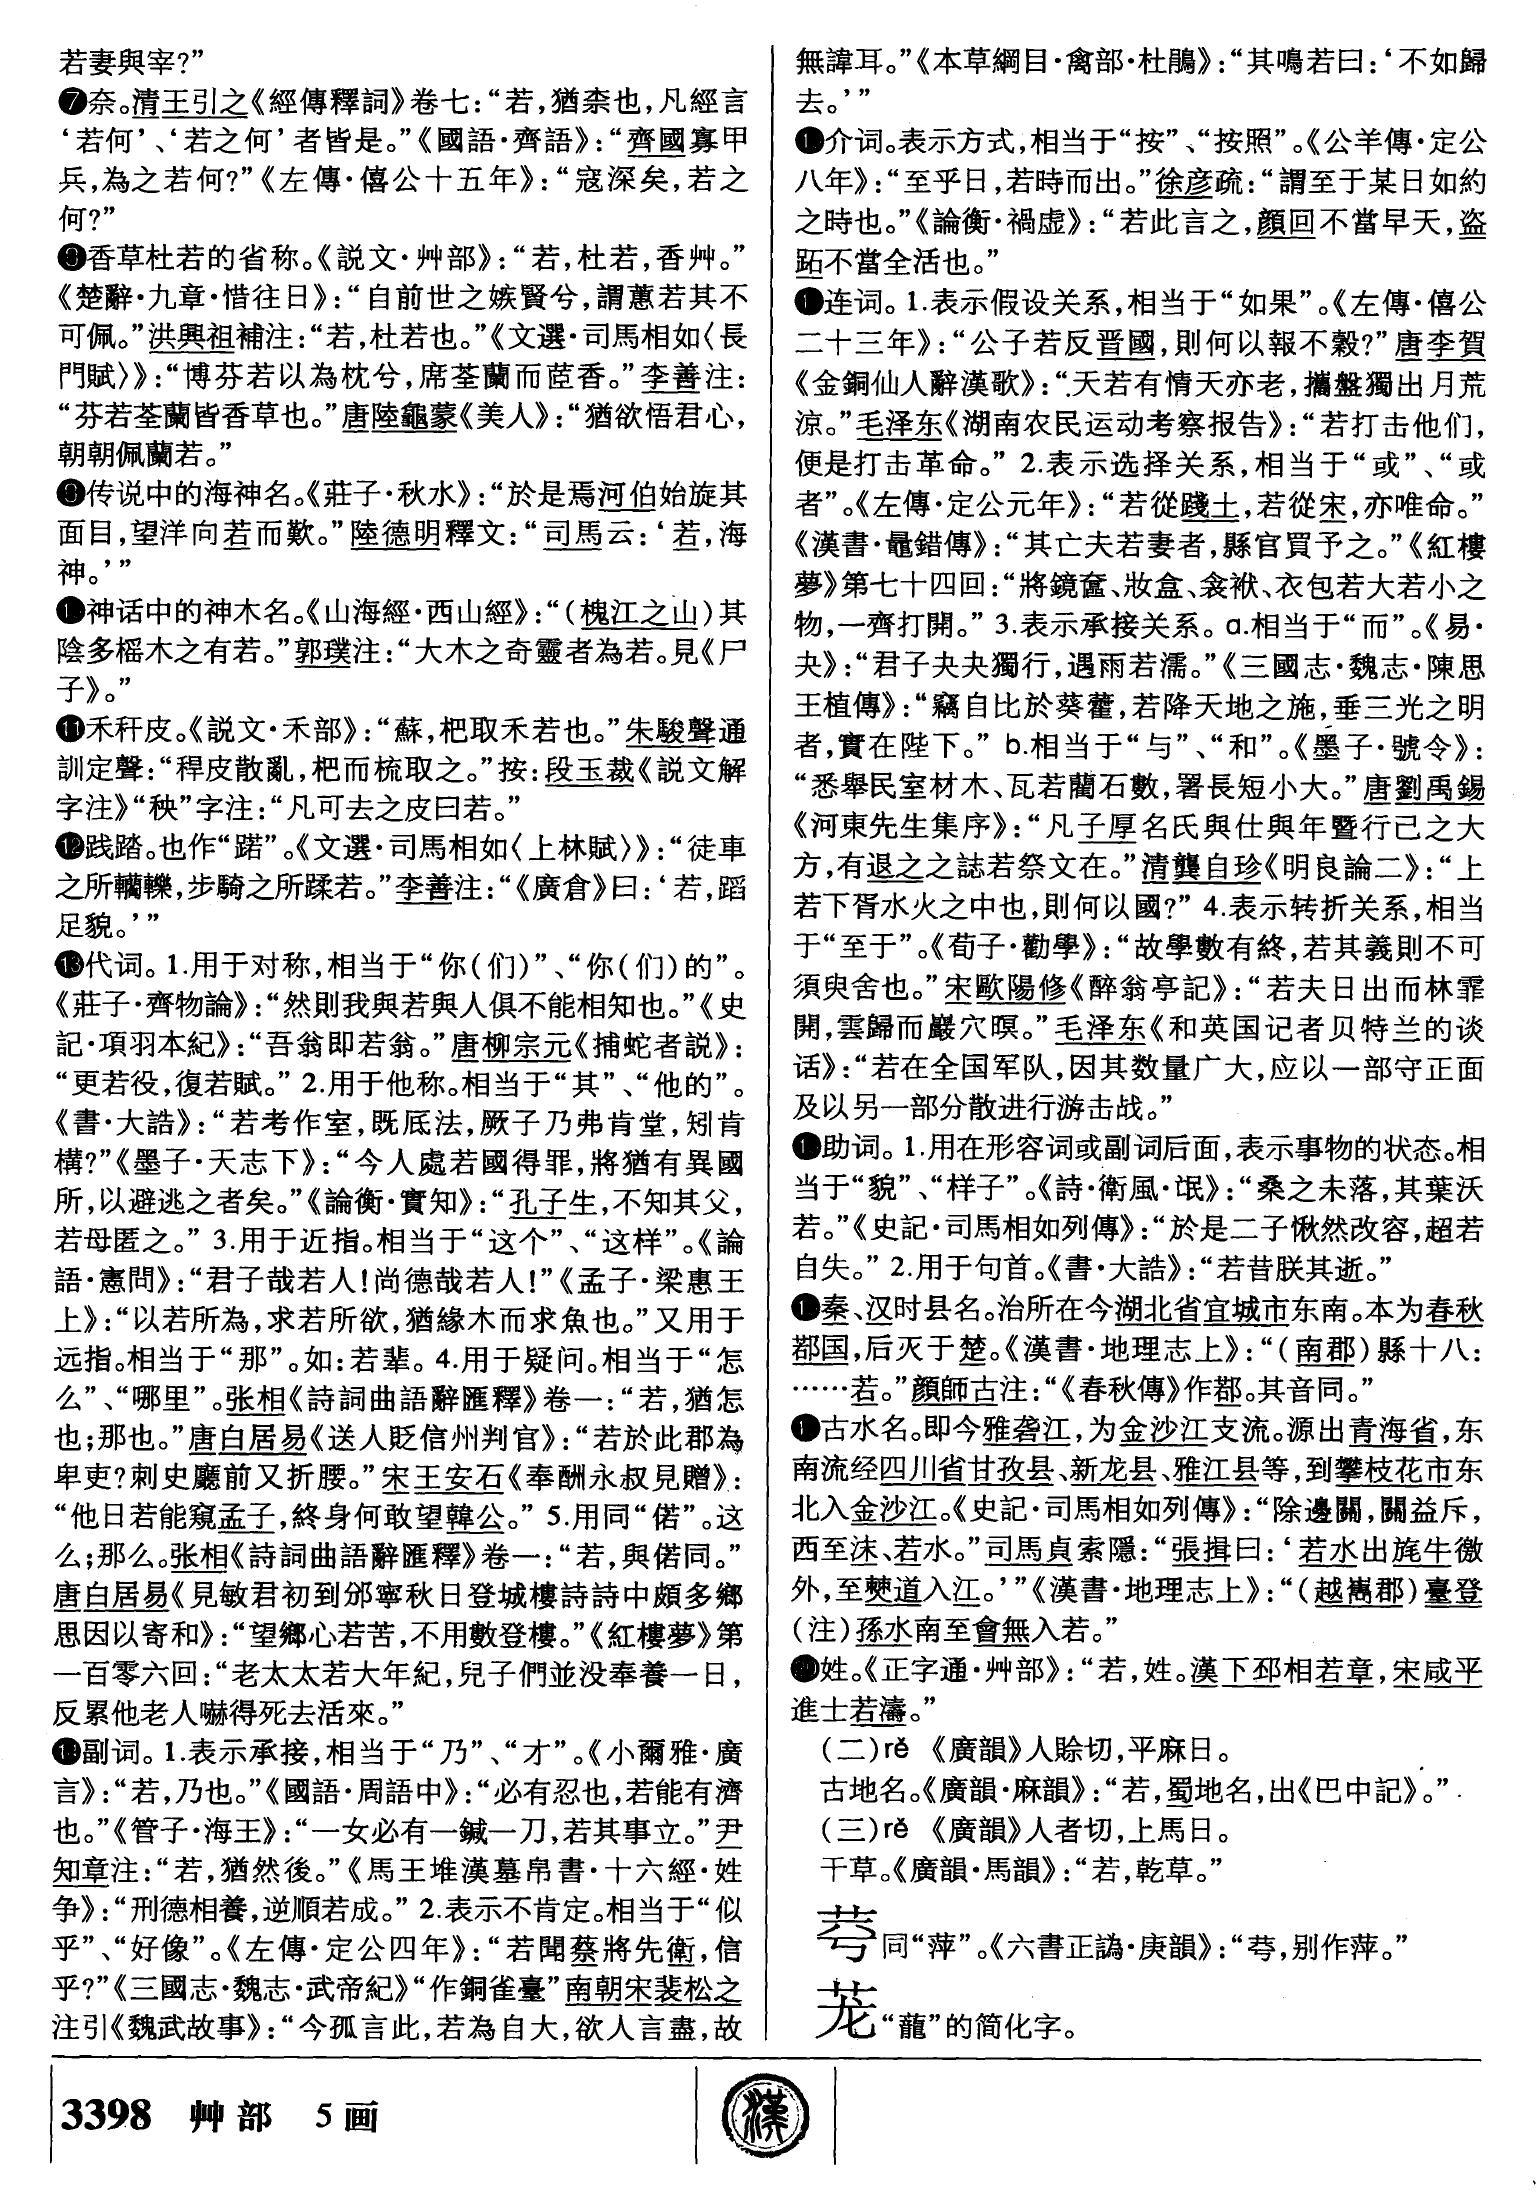 若妻與宰？”
❼奈。清王引之《經傳釋詞》卷七：“若，猶柰也，凡經言
‘若何’、‘若之何’者皆是。”《國語·齊語》：“齊國寡甲
兵，為之若何？”《左傳·僖公十五年》：“寇深矣，若之
何？”
❽香草杜若的省称。《説文·艸部》：“若，杜若，香艸。”
《楚辭·九章·惜往日》：“自前世之嫉賢兮，謂蕙若其不
可佩。”洪興祖補注：“若，杜若也。”《文選·司馬相如〈長
門賦〉》：“摶芬若以為枕兮，席荃蘭而茞香。”李善注：
“芬若荃蘭皆香草也。”唐陸龜蒙《美人》：“猶欲悟君心，
朝朝佩蘭若。”
❾传说中的海神名。《莊子·秋水》：“於是焉河伯始旋其
面目，望洋向若而歎。”陸德明釋文：“司馬云：‘若，海
神。’”
❿神话中的神木名。《山海經·西山經》：“（槐江之山）其
陰多榣木之有若。”郭璞注：“大木之奇靈者為若。見《尸
子》。”
⓫禾秆皮。《説文·禾部》：“蘇，杷取禾若也。”朱駿聲通
訓定聲：“稈皮散亂，杷而梳取之。”按：段玉裁《説文解
字注》“秧”字注：“凡可去之皮曰若。”
⓬践踏。也作“蹃”。《文選·司馬相如〈上林賦〉》：“徒車
之所轥轢，步騎之所蹂若。”李善注：“《廣倉》曰：‘若，蹈
足貌。’”
⓭代词。1.用于对称，相当于“你（们）”、“你（们）的”。
《莊子·齊物論》：“然則我與若與人俱不能相知也。”《史
記·項羽本紀》：“吾翁即若翁。”唐柳宗元《捕蛇者説》：
“更若役，復若賦。” 2.用于他称。相当于“其”、“他的”。
《書·大誥》：“若考作室，既厎法，厥子乃弗肯堂，矧肯
構？”《墨子·天志下》：“今人處若國得罪，將猶有異國
所，以避逃之者矣。”《論衡·實知》：“孔子生，不知其父，
若母匿之。” 3.用于近指。相当于“这个”、“这样”。《論
語·憲問》：“君子哉若人！尚德哉若人！”《孟子·梁惠王
上》：“以若所為，求若所欲，猶緣木而求魚也。”又用于
远指。相当于“那”。如：若辈。4.用于疑问。相当于“怎
么”、“哪里”。张相《詩詞曲語辭匯釋》卷一：“若，猶怎
也；那也。”唐白居易《送人貶信州判官》：“若於此郡為
卑吏？刺史廳前又折腰。”宋王安石《奉酬永叔見贈》：
“他日若能窺孟子，終身何敢望韓公。” 5.用同“偌”。这
么；那么。张相《詩詞曲語辭匯釋》卷一：“若，與偌同。”
唐白居易《見敏君初到邠寧秋日登城樓詩詩中頗多鄉
思因以寄和》：“望鄉心若苦，不用數登樓。”《紅樓夢》第
一百零六回：“老太太若大年紀，兒子們並没奉養一日，
反累他老人嚇得死去活來。”
⓮副词。1.表示承接，相当于“乃”、“才”。《小爾雅·廣
言》：“若，乃也。”《國語·周語中》：“必有忍也，若能有濟
也。”《管子·海王》：“一女必有一鍼一刀，若其事立。”尹
知章注：“若，猶然後。”《馬王堆漢墓帛書·十六經·姓
争》：“刑德相養，逆順若成。” 2.表示不肯定。相当于“似
乎”、“好像”。《左傳·定公四年》：“若聞蔡將先衛，信
乎？”《三國志·魏志·武帝紀》“作銅雀臺”南朝宋裴松之
注引《魏武故事》：“今孤言此，若為自大，欲人言盡，故
無諱耳。”《本草綱目·禽部·杜鵑》：“其鳴若曰：‘不如歸
去。’”
❶介词。表示方式，相当于“按”、“按照”。《公羊傳·定公
八年》：“至乎日，若時而出。”徐彦疏：“謂至于某日如約
之時也。”《論衡·禍虚》：“若此言之，顔回不當早夭，盗
跖不當全活也。”
❶连词。1.表示假设关系，相当于“如果”。《左傳·僖公
二十三年》：“公子若反晋國，則何以報不穀？”唐李賀
《金銅仙人辭漢歌》：“天若有情天亦老，攜盤獨出月荒
涼。”毛泽东《湖南农民运动考察报告》：“若打击他们，
便是打击革命。” 2.表示选择关系，相当于“或”、“或
者”。《左傳·定公元年》：“若從踐土，若從宋，亦唯命。”
《漢書·鼂錯傳》：“其亡夫若妻者，縣官買予之。”《紅樓
夢》第七十四回：“將鏡奩、妝盒、衾袱、衣包若大若小之
物，一齊打開。” 3.表示承接关系。a.相当于“而”。《易·
夬》：“君子夬夬獨行，遇雨若濡。”《三國志·魏志·陳思
王植傳》：“竊自比於葵藿，若降天地之施，垂三光之明
者，實在陛下。” b.相当于“与”、“和”。《墨子·號令》：
“悉舉民室材木、瓦若藺石數，署長短小大。”唐劉禹錫
《河東先生集序》：“凡子厚名氏與仕與年暨行己之大
方，有退之之誌若祭文在。”清龔自珍《明良論二》：“上
若下胥水火之中也，則何以國？” 4.表示转折关系，相当
于“至于”。《荀子·勸學》：“故學數有終，若其義則不可
須臾舍也。”宋歐陽修《醉翁亭記》：“若夫日出而林霏
開，雲歸而巖穴暝。”毛泽东《和英国记者贝特兰的谈
话》：“若在全国军队，因其数量广大，应以一部守正面
及以另一部分散进行游击战。”
❶助词。1.用在形容词或副词后面，表示事物的状态。相
当于“貌”、“样子”。《詩·衛風·氓》：“桑之未落，其葉沃
若。”《史記·司馬相如列傳》：“於是二子愀然改容，超若
自失。” 2.用于句首。《書·大誥》：“若昔朕其逝。”
❶秦、汉时县名。治所在今湖北省宜城市东南。本为春秋
鄀国，后灭于楚。《漢書·地理志上》：“（南郡）縣十八：
……若。”顔師古注：“《春秋傳》作鄀。其音同。”
❶古水名。即今雅砻江，为金沙江支流。源出青海省，东
南流经四川省甘孜县、新龙县、雅江县等，到攀枝花市东
北入金沙江。《史記·司馬相如列傳》：“除邊關，關益斥，
西至沬、若水。”司馬貞索隱：“張揖曰：‘若水出旄牛徼
外，至僰道入江。’”《漢書·地理志上》：“（越嶲郡）臺登
（注）孫水南至會無入若。”
⓴姓。《正字通·艸部》：“若，姓。漢下邳相若章，宋咸平
進士若濤。”
（二）rě 《廣韻》人賒切，平麻日。
古地名。《廣韻·麻韻》：“若，蜀地名，出《巴中記》。”
（三）rě 《廣韻》人者切，上馬日。
干草。《廣韻·馬韻》：“若，乾草。”
䒥同“萍”。《六書正譌·庚韻》：“䒥，别作萍。”
茏“蘢”的简化字。
3398 艸部 5画
漢